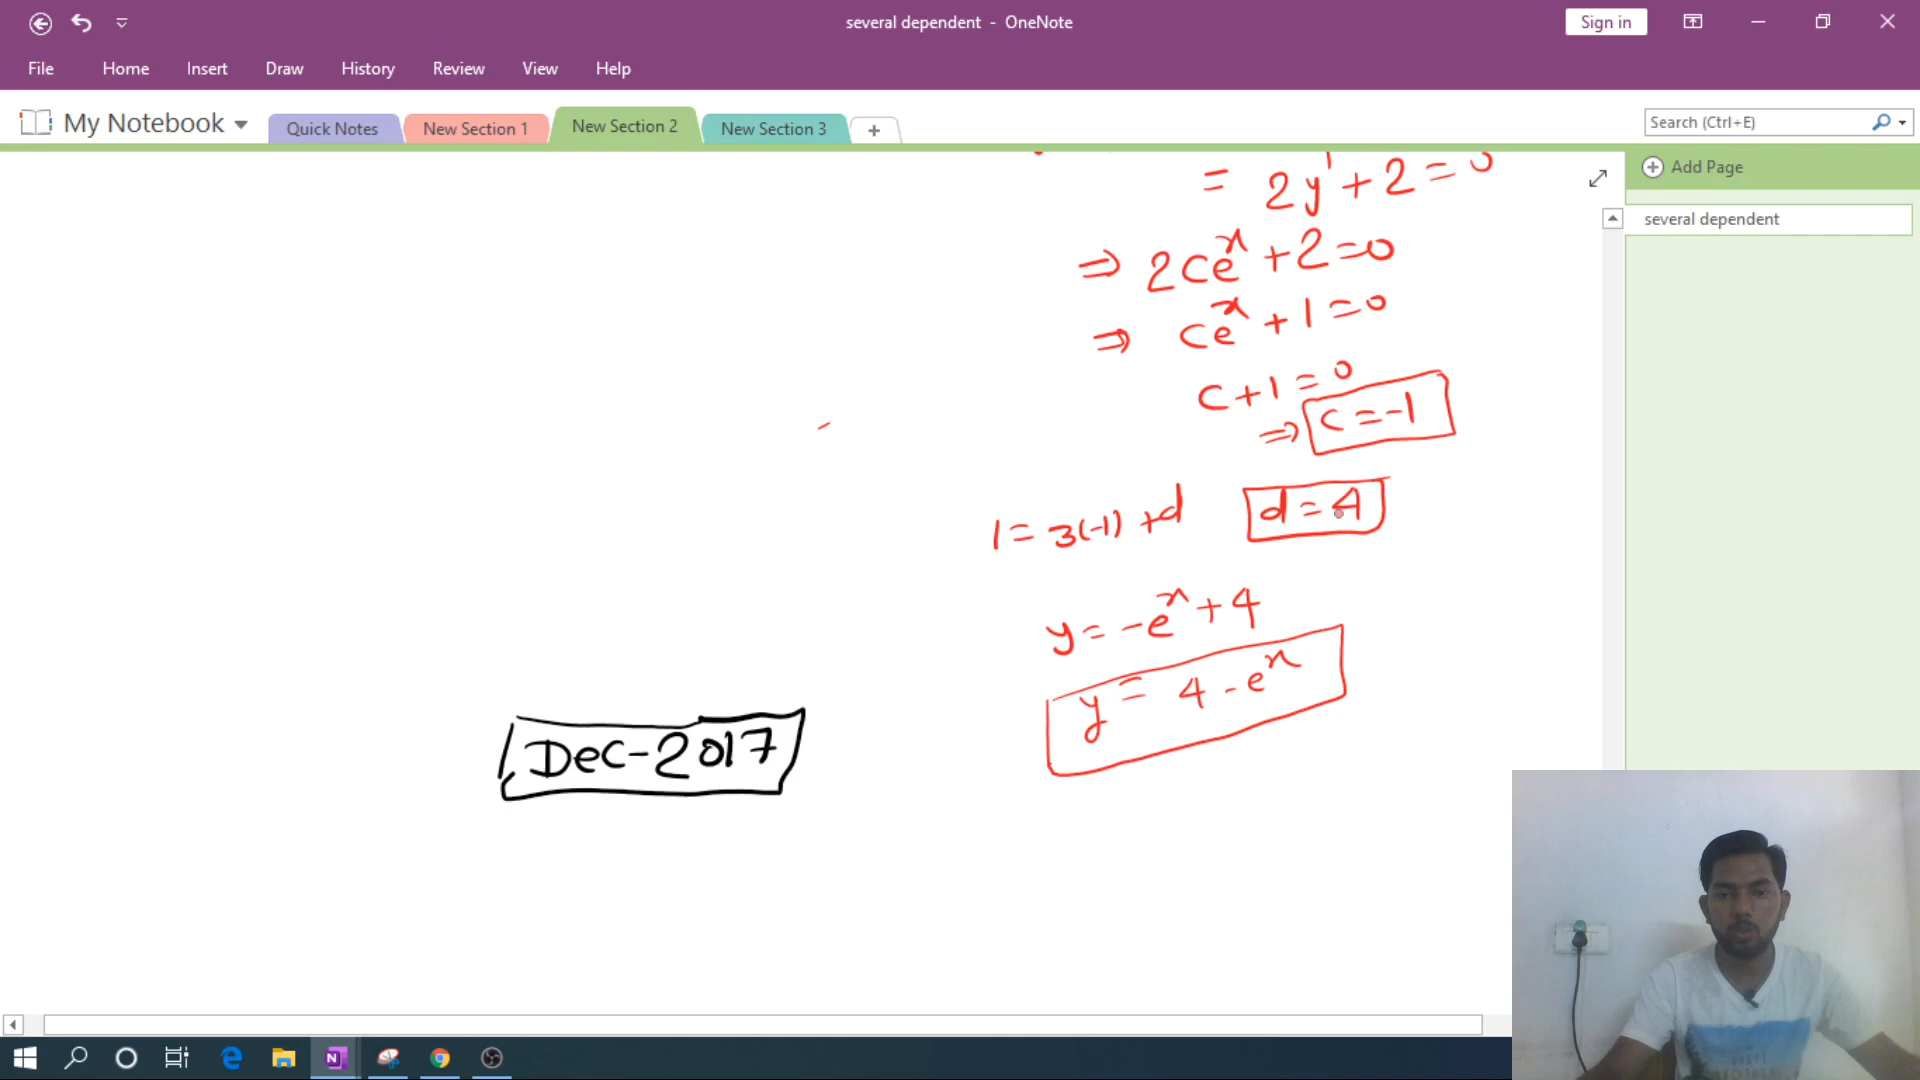 several dependent - OneNote
Sign in
File Home Insert Draw History Review View Help
My Notebook
Quick Notes
New Section 1
New Section 2
New Section 3
Search (Ctrl+E)
Add Page
several dependent
= 2y' + 2 = 0
⇒ 2ce^x + 2 = 0
⇒ ce^x + 1 = 0
c + 1 = 0
⇒ c = -1
1 = 3(-1) + d
d = 4
y = -e^x + 4
y = 4 - e^x
Dec-2017